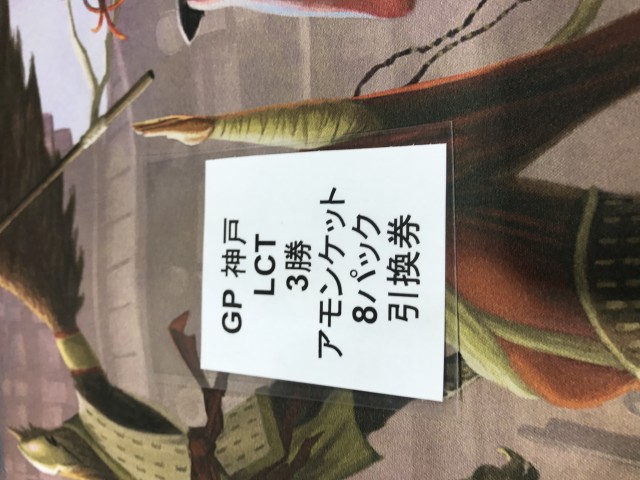 GP 神戸
LCT
3勝
アモンケット
8パック
引換券